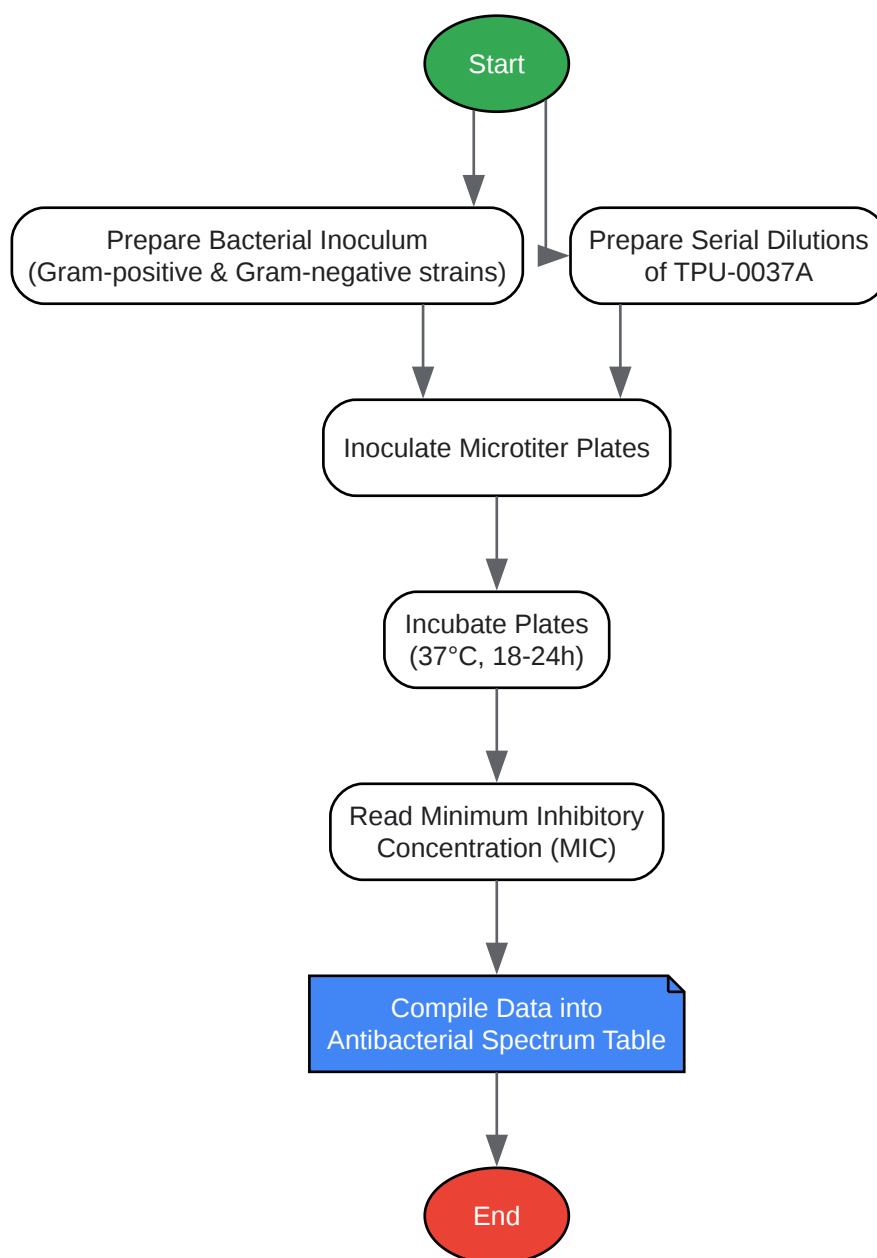 Start
Prepare Bacterial Inoculum
(Gram-positive & Gram-negative strains)
Prepare Serial Dilutions
of TPU-0037A
Inoculate Microtiter Plates
Incubate Plates
(37°C, 18-24h)
Read Minimum Inhibitory
Concentration (MIC)
Compile Data into
Antibacterial Spectrum Table
End